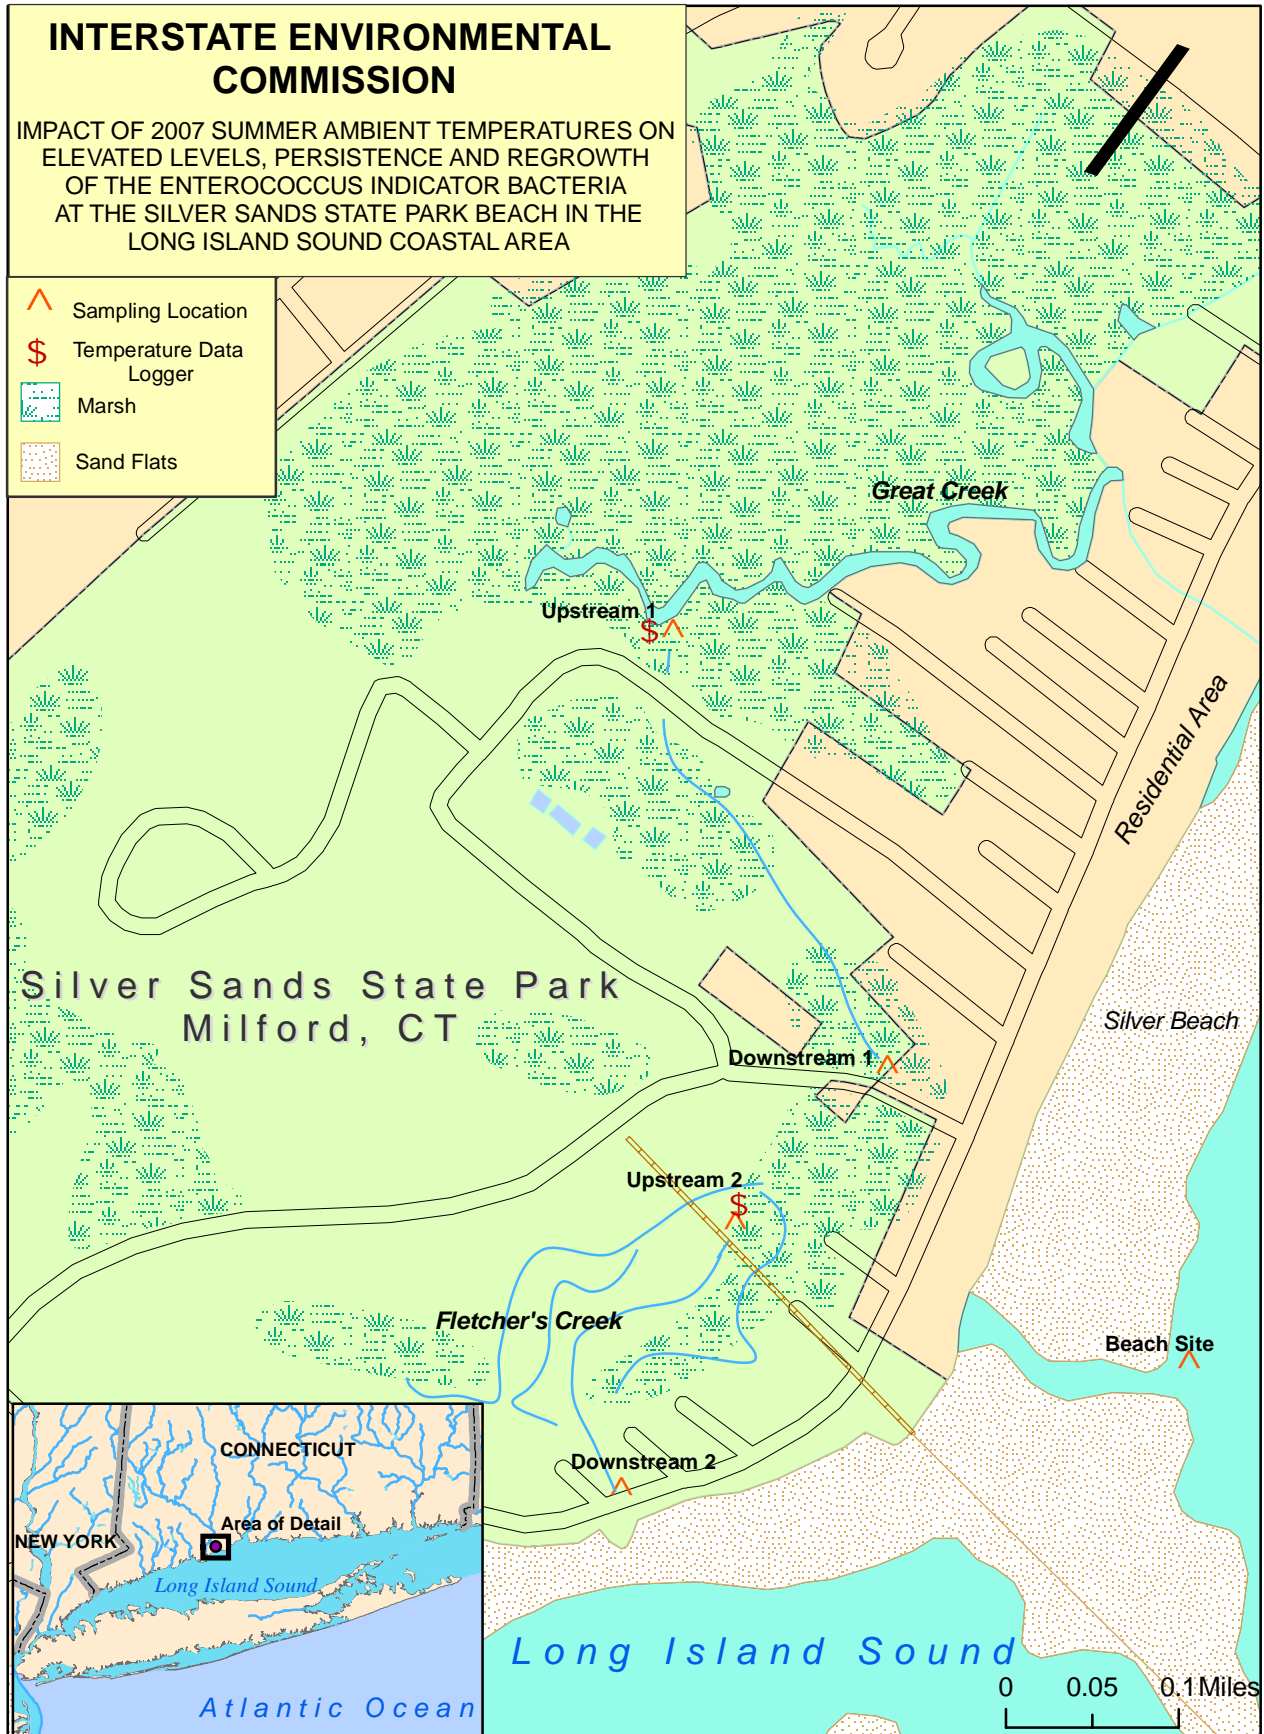 INTERSTATE ENVIRONMENTAL
COMMISSION
IMPACT OF 2007 SUMMER AMBIENT TEMPERATURES ON
ELEVATED LEVELS, PERSISTENCE AND REGROWTH
OF THE ENTEROCOCCUS INDICATOR BACTERIA
AT THE SILVER SANDS STATE PARK BEACH IN THE
LONG ISLAND SOUND COASTAL AREA
^ Sampling Location
$ Temperature Data
Logger
Marsh
Sand Flats
Great Creek
Upstream 1
$ ^
Residential Area
Silver Sands State Park
Milford, CT
Silver Beach
Downstream 1
^
Upstream 2
$
^
Fletcher's Creek
Beach Site
^
Downstream 2
^
CONNECTICUT
Area of Detail
NEW YORK
Long Island Sound
Atlantic Ocean
Long Island Sound
0 0.05 0.1 Miles